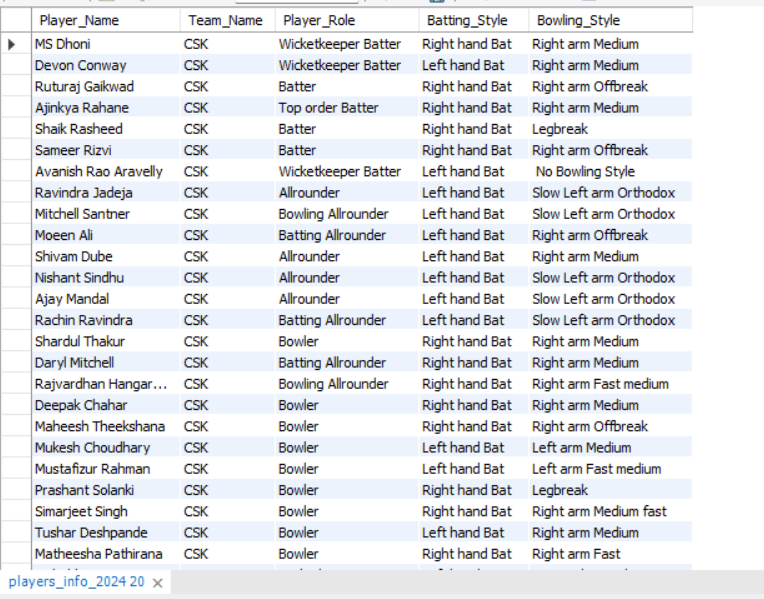 Player_Name Team_Name Player_Role Batting_Style Bowling_Style
MS Dhoni CSK Wicketkeeper Batter Right hand Bat Right arm Medium
Devon Conway CSK Wicketkeeper Batter Left hand Bat Right arm Medium
Ruturaj Gaikwad CSK Batter Right hand Bat Right arm Offbreak
Ajinkya Rahane CSK Top order Batter Right hand Bat Right arm Medium
Shaik Rasheed CSK Batter Right hand Bat Legbreak
Sameer Rizvi CSK Batter Right hand Bat Right arm Offbreak
Avanish Rao Aravelly CSK Wicketkeeper Batter Left hand Bat No Bowling Style
Ravindra Jadeja CSK Allrounder Left hand Bat Slow Left arm Orthodox
Mitchell Santner CSK Bowling Allrounder Left hand Bat Slow Left arm Orthodox
Moeen Ali CSK Batting Allrounder Left hand Bat Right arm Offbreak
Shivam Dube CSK Allrounder Left hand Bat Right arm Medium
Nishant Sindhu CSK Allrounder Left hand Bat Slow Left arm Orthodox
Ajay Mandal CSK Allrounder Left hand Bat Slow Left arm Orthodox
Rachin Ravindra CSK Batting Allrounder Left hand Bat Slow Left arm Orthodox
Shardul Thakur CSK Bowler Right hand Bat Right arm Medium
Daryl Mitchell CSK Batting Allrounder Right hand Bat Right arm Medium
Rajvardhan Hangar... CSK Bowling Allrounder Right hand Bat Right arm Fast medium
Deepak Chahar CSK Bowler Right hand Bat Right arm Medium
Maheesh Theekshana CSK Bowler Right hand Bat Right arm Offbreak
Mukesh Choudhary CSK Bowler Left hand Bat Left arm Medium
Mustafizur Rahman CSK Bowler Left hand Bat Left arm Fast medium
Prashant Solanki CSK Bowler Right hand Bat Legbreak
Simarjeet Singh CSK Bowler Right hand Bat Right arm Medium fast
Tushar Deshpande CSK Bowler Left hand Bat Right arm Medium
Matheesha Pathirana CSK Bowler Right hand Bat Right arm Fast
players_info_2024 20